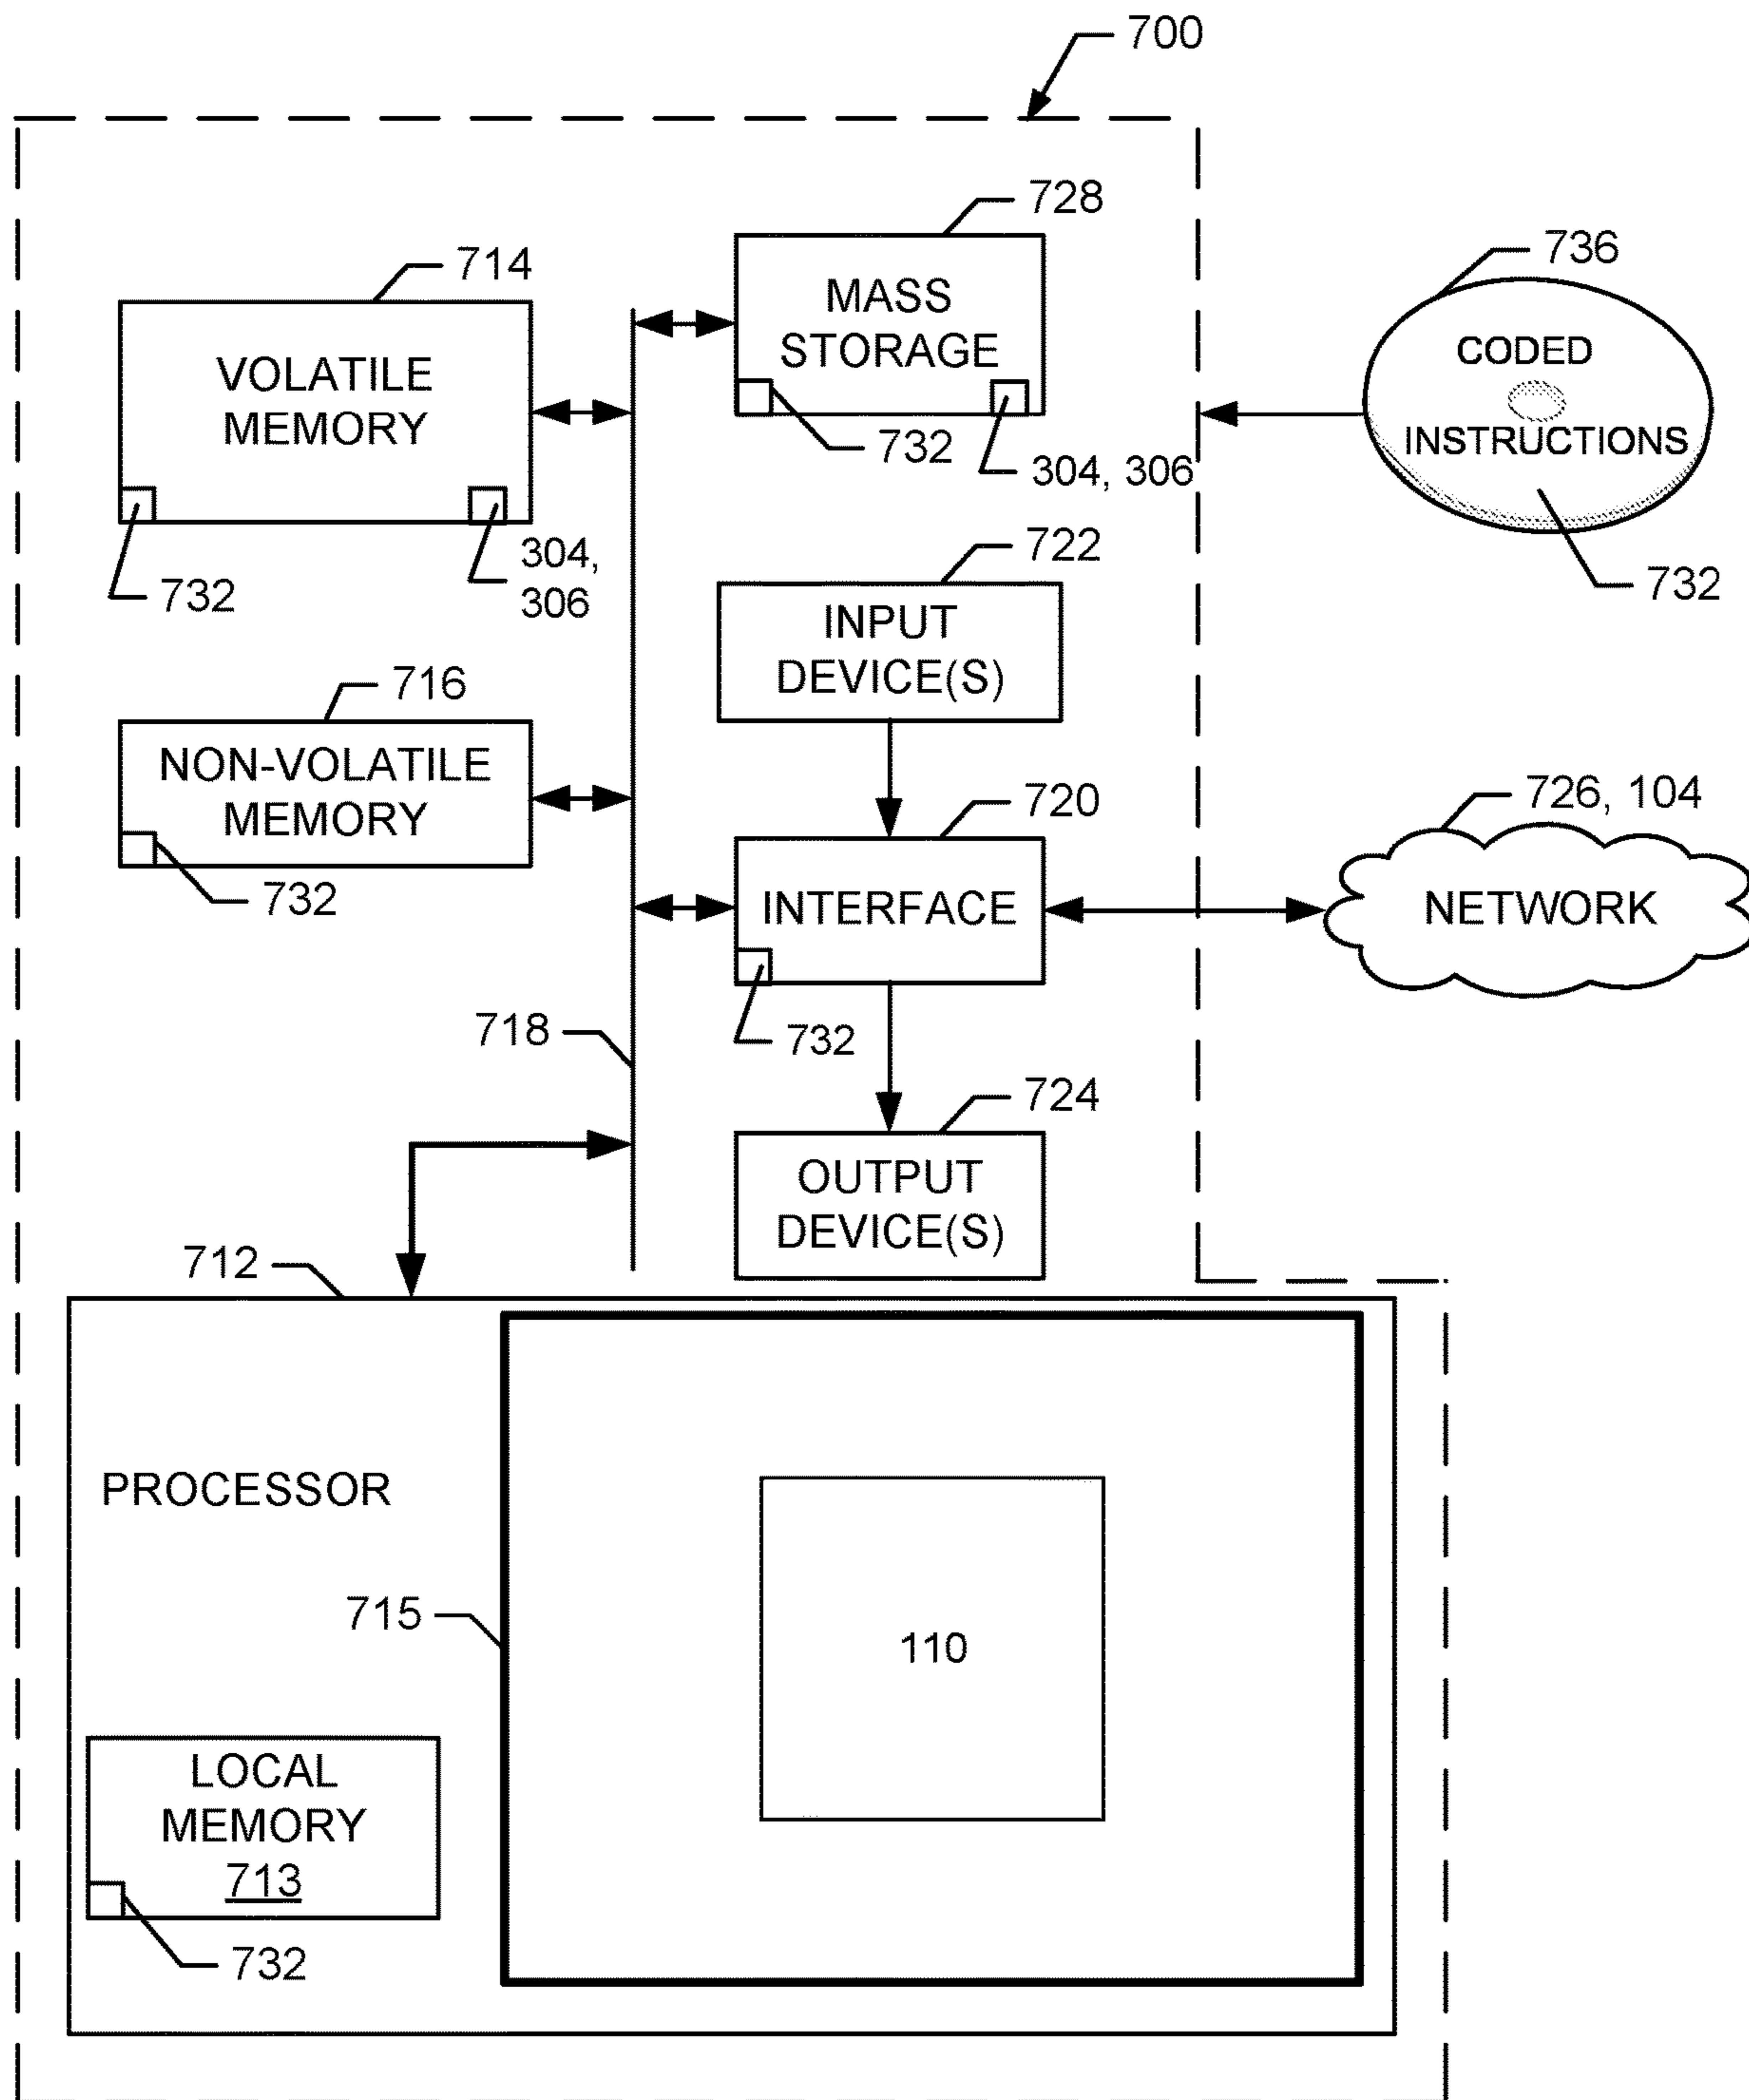 700
728
714
736
MASS
STORAGE
VOLATILE
MEMORY
CODED
INSTRUCTIONS
732
304, 306
304,
306
732
722
732
INPUT
DEVICE(S)
716
NON-VOLATILE
MEMORY
720
726, 104
732
INTERFACE
NETWORK
718
732
724
OUTPUT
DEVICE(S)
712
PROCESSOR
715
110
LOCAL
MEMORY
713
732